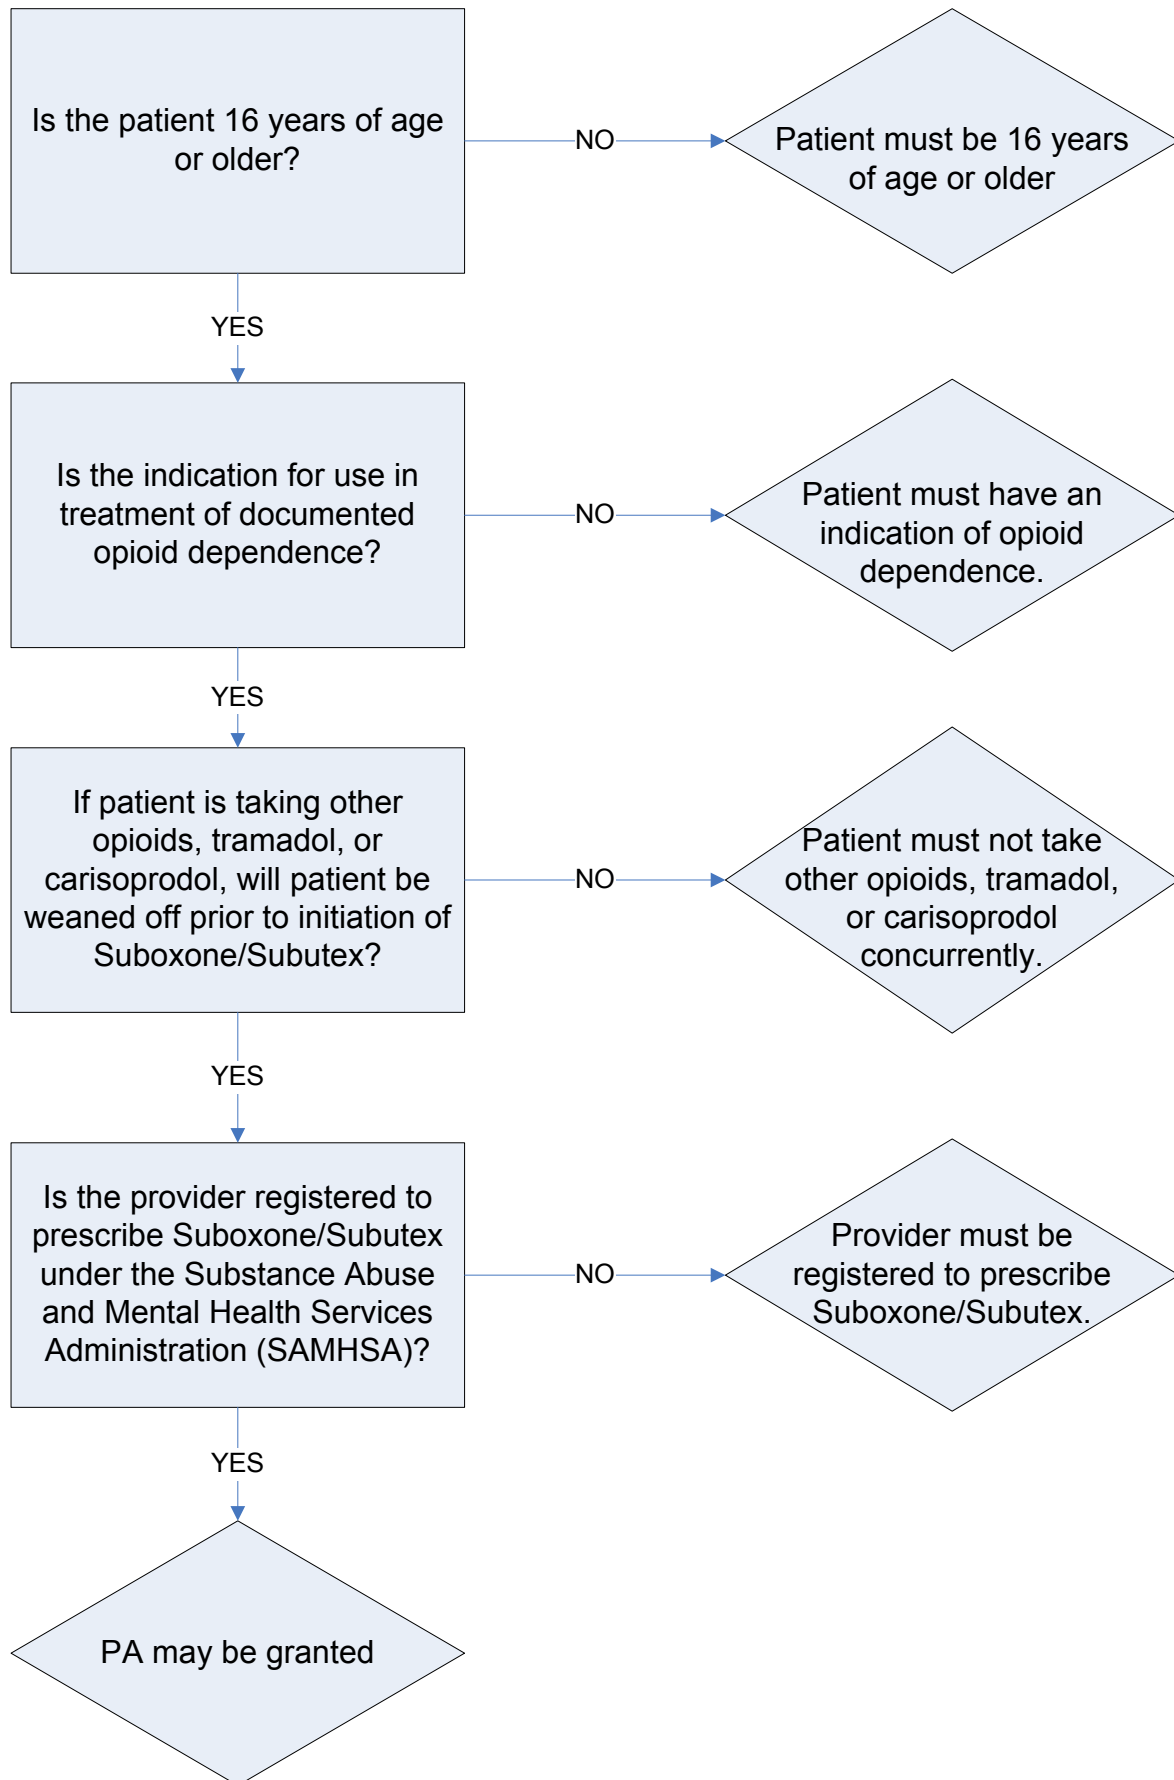 Is the patient 16 years of age
or older?
NO
Patient must be 16 years
of age or older
YES
Is the indication for use in
treatment of documented
opioid dependence?
NO
Patient must have an
indication of opioid
dependence.
YES
If patient is taking other
opioids, tramadol, or
carisoprodol, will patient be
weaned off prior to initiation of
Suboxone/Subutex?
NO
Patient must not take
other opioids, tramadol,
or carisoprodol
concurrently.
YES
Is the provider registered to
prescribe Suboxone/Subutex
under the Substance Abuse
and Mental Health Services
Administration (SAMHSA)?
NO
Provider must be
registered to prescribe
Suboxone/Subutex.
YES
PA may be granted